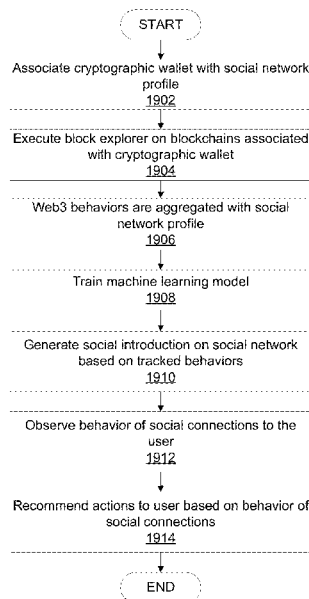 START
Associate cryptographic wallet with social network
profile
1902
Execute block explorer on blockchains associated
with cryptographic wallet
1904
Web3 behaviors are aggregated with social
network profile
1906
Train machine learning model
1908
Generate social introduction on social network
based on tracked behaviors
1910
Observe behavior of social connections to the
user
1912
Recommend actions to user based on behavior of
social connections
1914
END